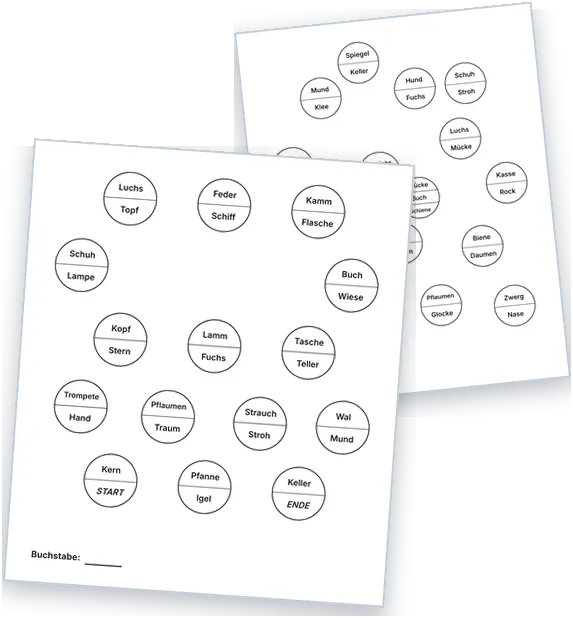 Spiegel
Keller
Mund
Klee
Hund
Fuchs
Schuh
Stroh
Luchs
Mücke
Kasse
Rock
Buch
Biene
Daumen
Pflaumen
Glocke
Zwerg
Nase
Luchs
Topf
Feder
Schiff
Kamm
Flasche
Schuh
Lampe
Buch
Wiese
Kopf
Stern
Lamm
Fuchs
Tasche
Teller
Trompete
Hand
Pflaumen
Traum
Strauch
Stroh
Wal
Mund
Kern
START
Pfanne
Igel
Keller
ENDE
Buchstabe: